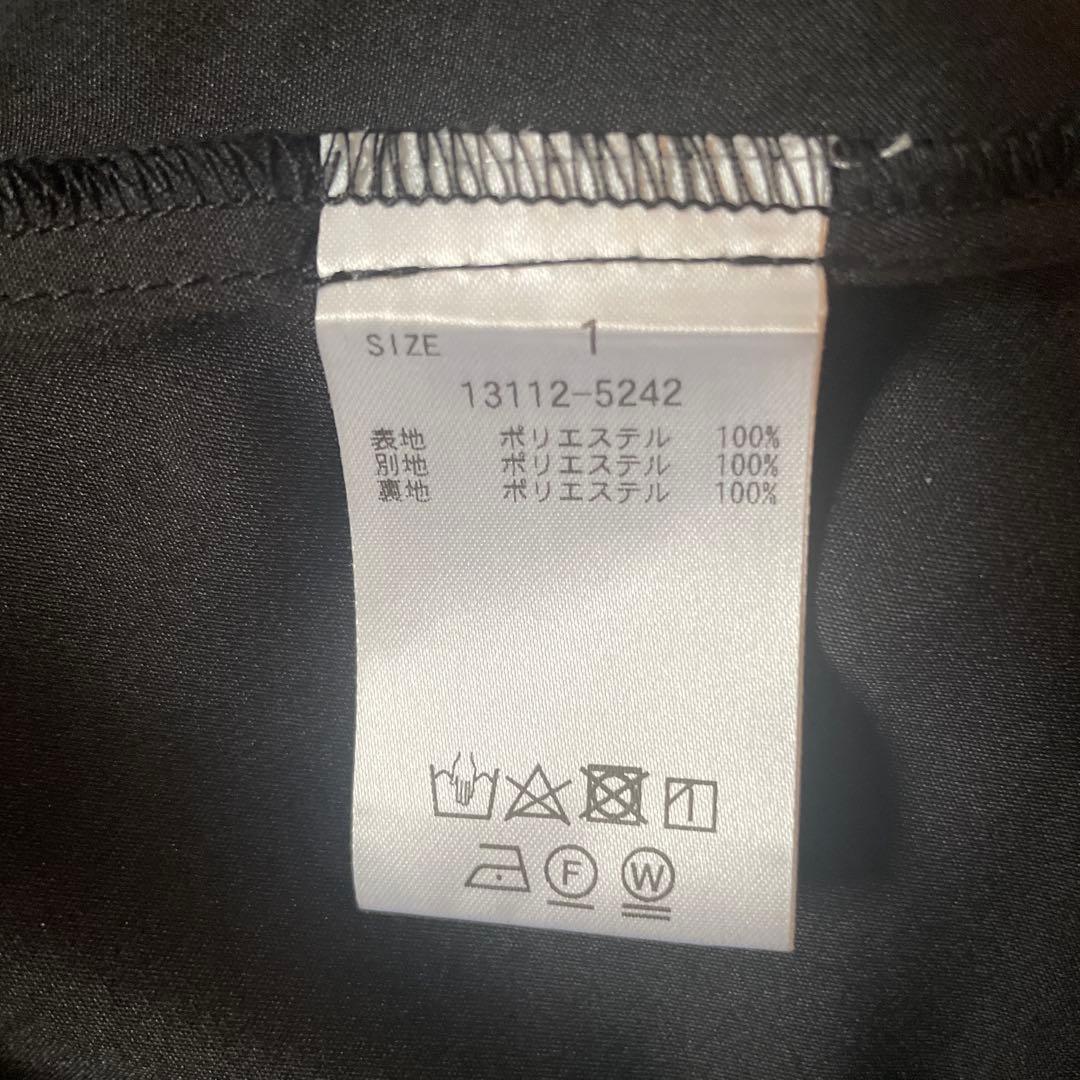 SIZE 1
13112-5242
表地 ポリエステル 100%
別地 ポリエステル 100%
裏地 ポリエステル 100%
F W